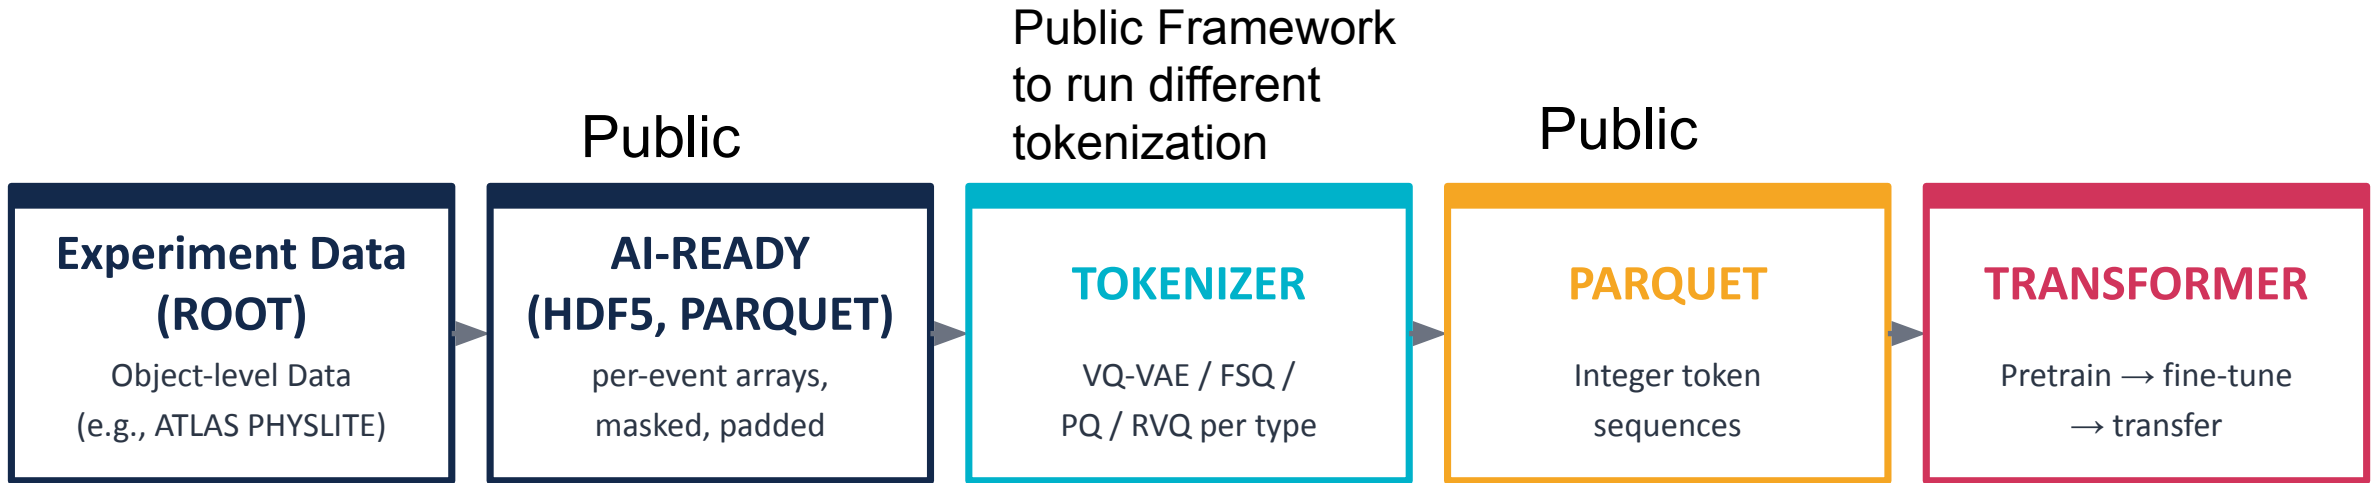 Public Framework
to run different
tokenization
Public
Public
Experiment Data
(ROOT)
Object-level Data
(e.g., ATLAS PHYSLITE)
AI-READY
(HDF5, PARQUET)
per-event arrays,
masked, padded
TOKENIZER
VQ-VAE / FSQ /
PQ / RVQ per type
PARQUET
Integer token
sequences
TRANSFORMER
Pretrain → fine-tune
→ transfer